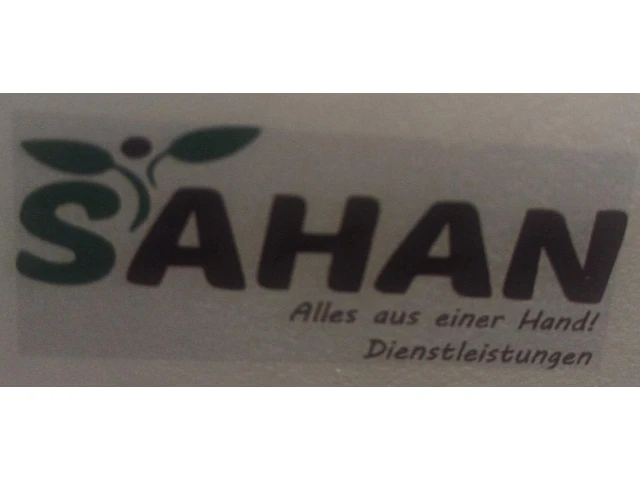 SAHAN
Alles aus einer Hand!
Dienstleistungen